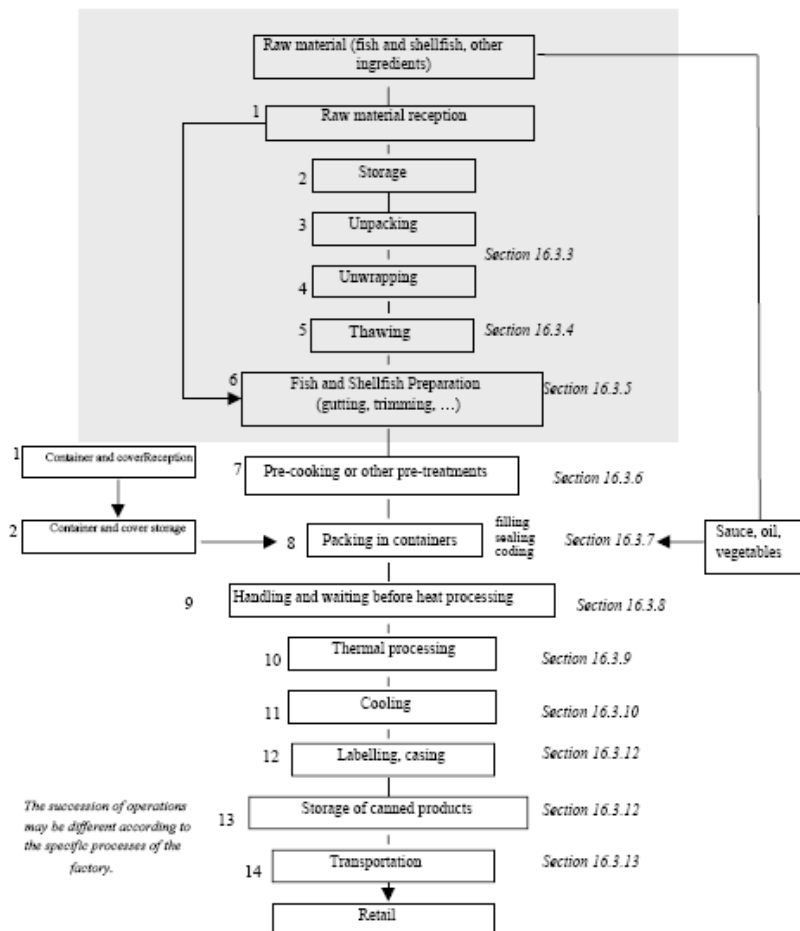 Raw material (fish and shellfish, other
ingredients)
1
Raw material reception
2
Storage
3
Unpacking
Section 16.3.3
4
Unwrapping
5
Thawing
Section 16.3.4
6
Fish and Shellfish Preparation
(gutting, trimming, …)
Section 16.3.5
1
Container and coverReception
7
Pre-cooking or other pre-treatments
Section 16.3.6
2
Container and cover storage
8
Packing in containers
filling
sealing
coding
Section 16.3.7
Sauce, oil,
vegetables
9
Handling and waiting before heat processing
Section 16.3.8
10
Thermal processing
Section 16.3.9
11
Cooling
Section 16.3.10
12
Labelling, casing
Section 16.3.12
The succession of operations
may be different according to
the specific processes of the
factory.
13
Storage of canned products
Section 16.3.12
14
Transportation
Section 16.3.13
Retail